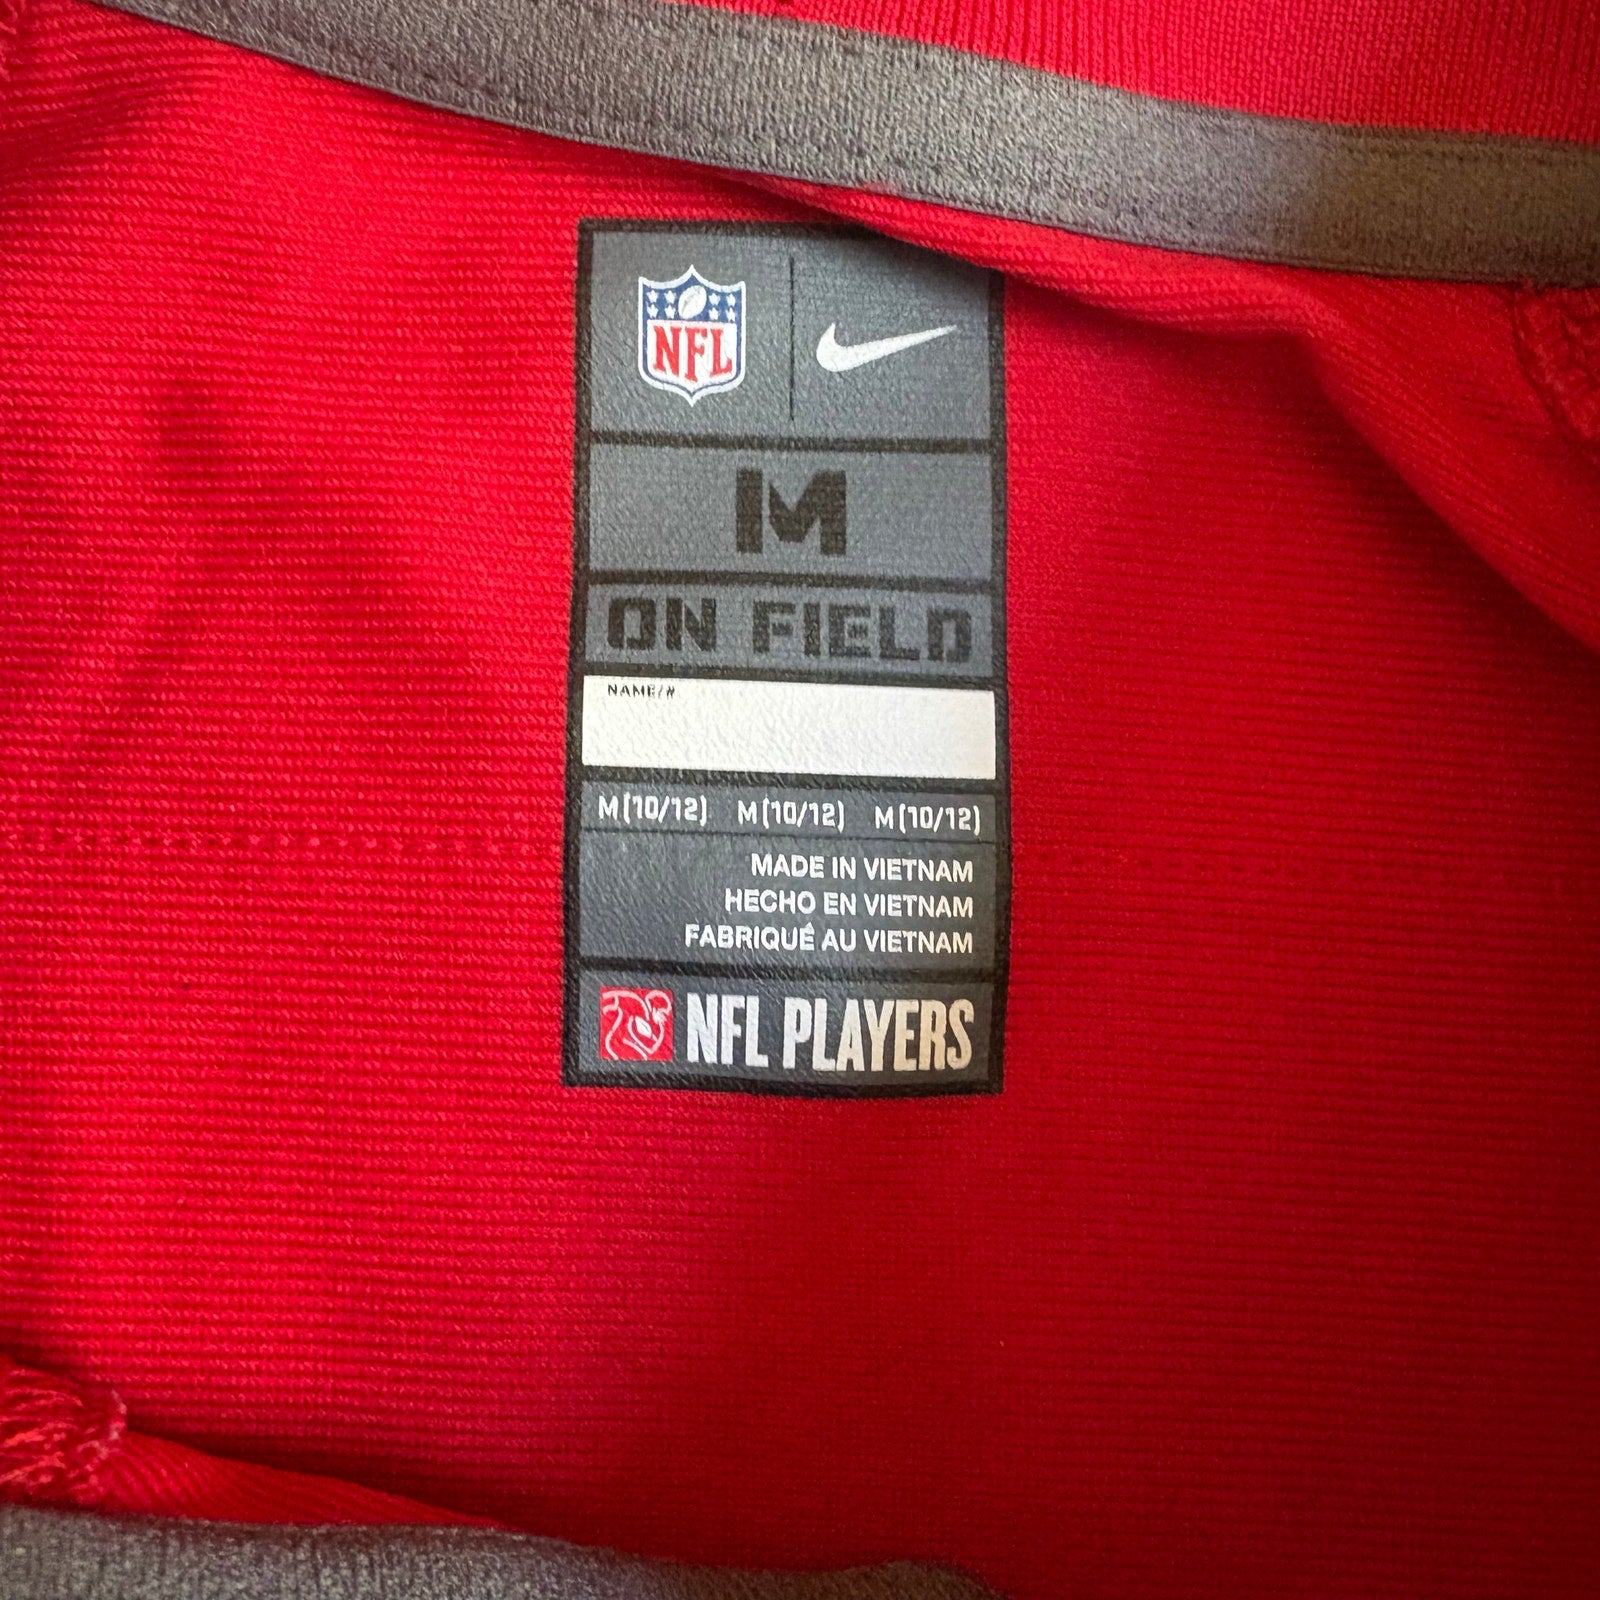 NFL
M
ON FIELD
NAME/#
M(10/12) M(10/12) M(10/12)
MADE IN VIETNAM
HECHO EN VIETNAM
FABRIQUÉ AU VIETNAM
NFL PLAYERS